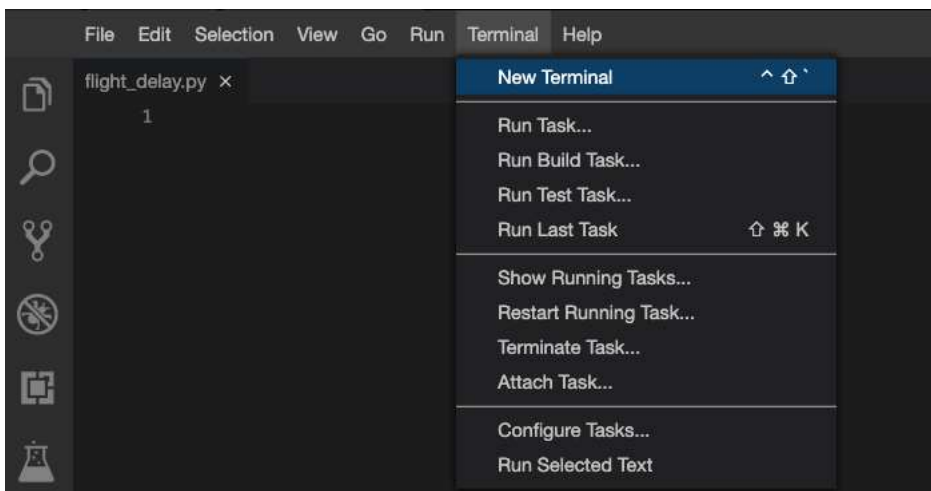 File Edit Selection View Go Run Terminal Help
flight_delay.py ×
1
New Terminal ^⇧`
Run Task...
Run Build Task...
Run Test Task...
Run Last Task ⇧⌘K
Show Running Tasks...
Restart Running Task...
Terminate Task...
Attach Task...
Configure Tasks...
Run Selected Text